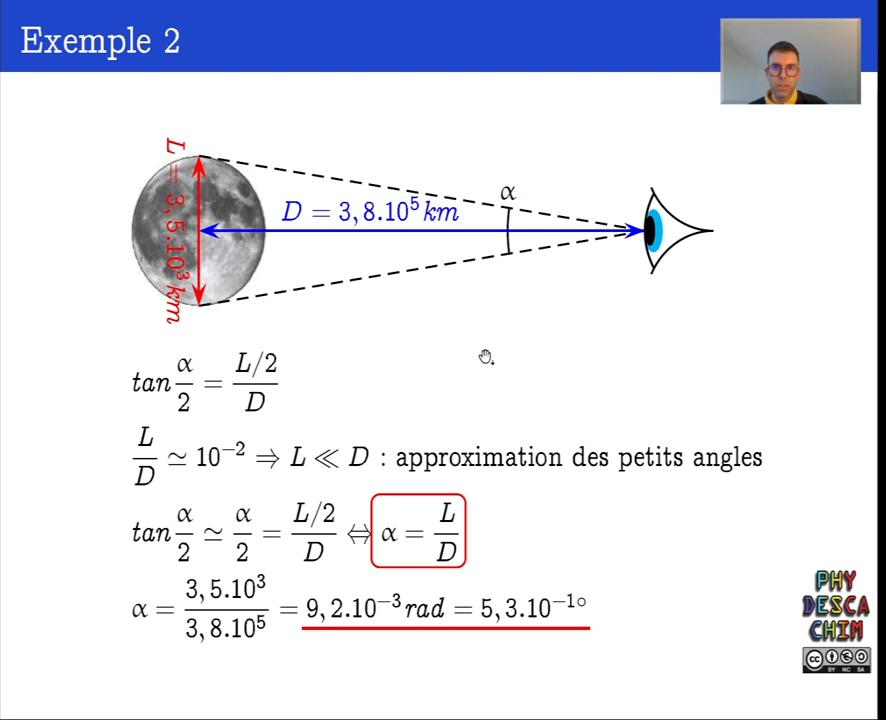 Exemple 2
L = 3,5.10³ km
D = 3,8.10⁵ km
α
tan α/2 = (L/2)/D
L/D ≃ 10⁻² ⇒ L ≪ D : approximation des petits angles
tan α/2 ≃ α/2 = (L/2)/D ⇔ α = L/D
α = 3,5.10³/3,8.10⁵ = 9,2.10⁻³ rad = 5,3.10⁻¹°
PHY
DESCA
CHIM
cc
BY NC SA